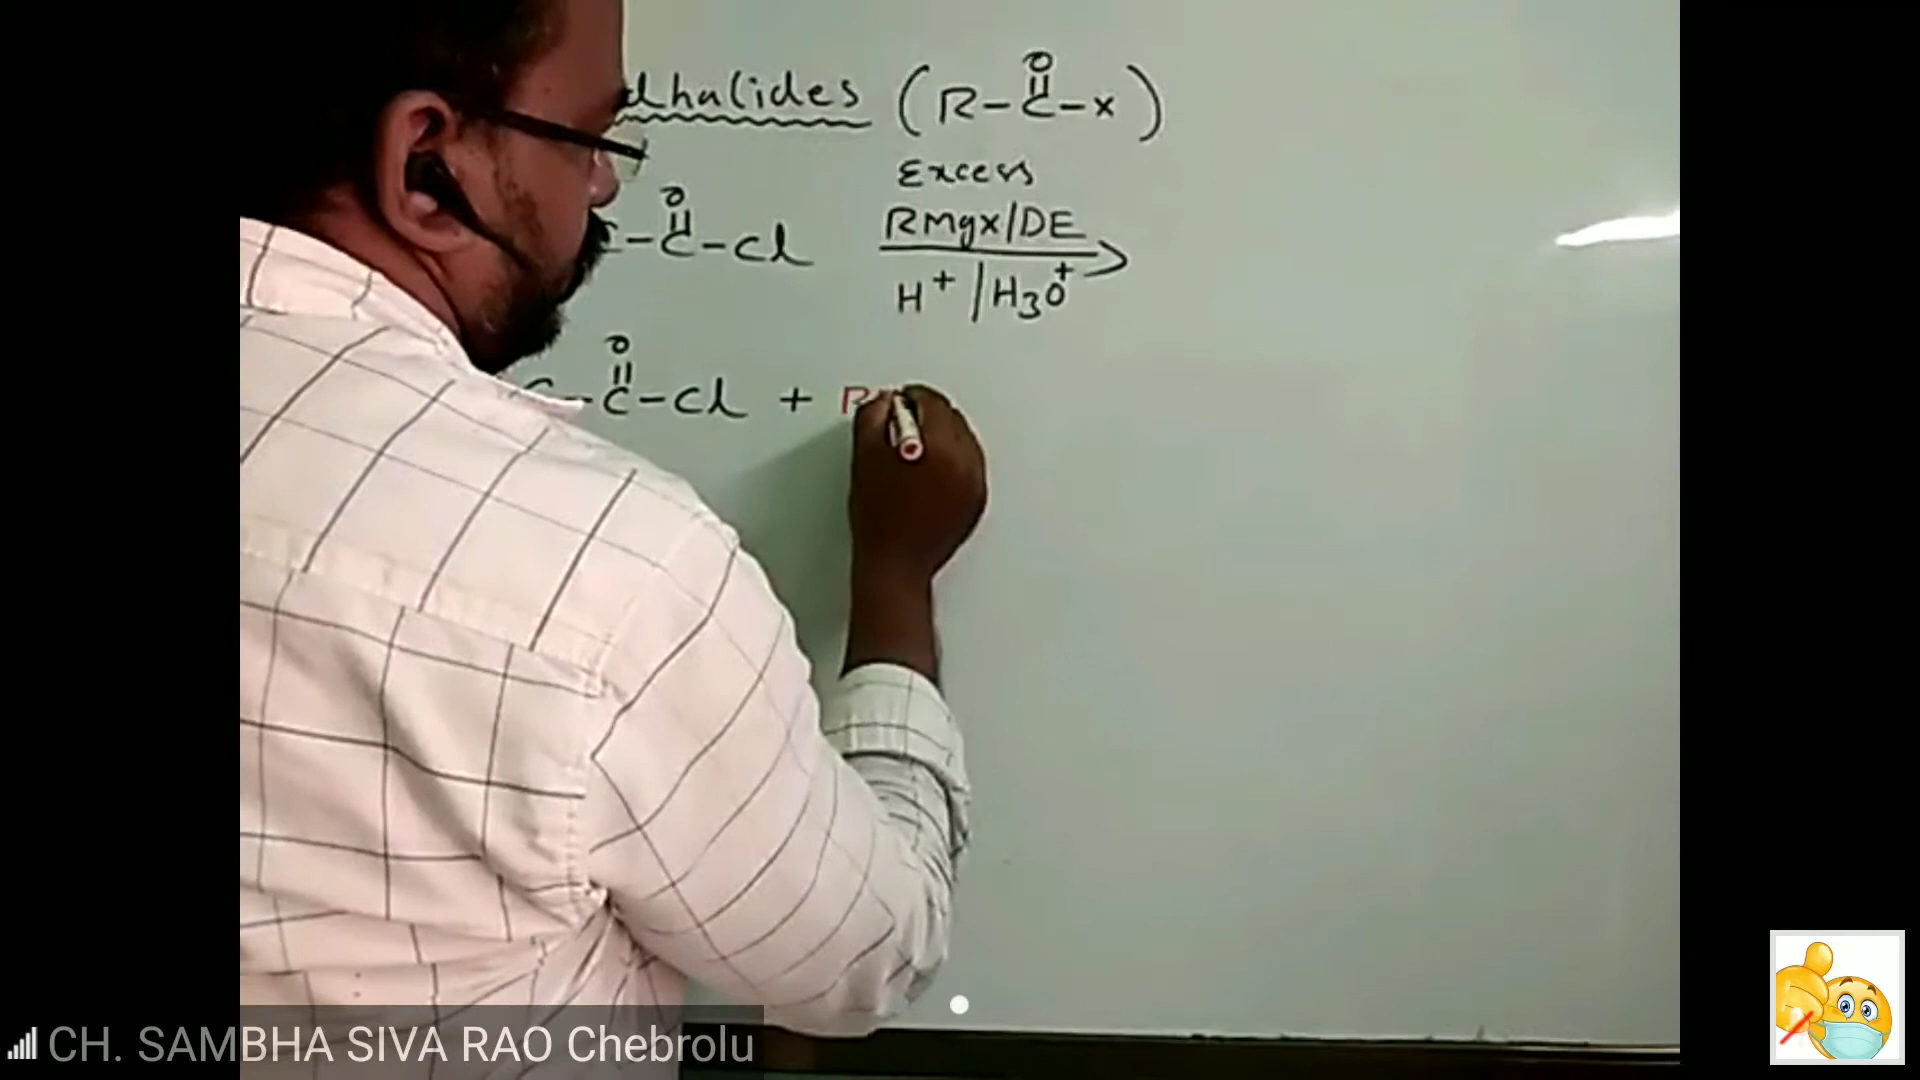 dhalides (R-C-x)
O
Excess
O
RMgx/DE
C-C-Cl
H+/H3O+
O
C-C-Cl + R
CH. SAMBHA SIVA RAO Chebrolu